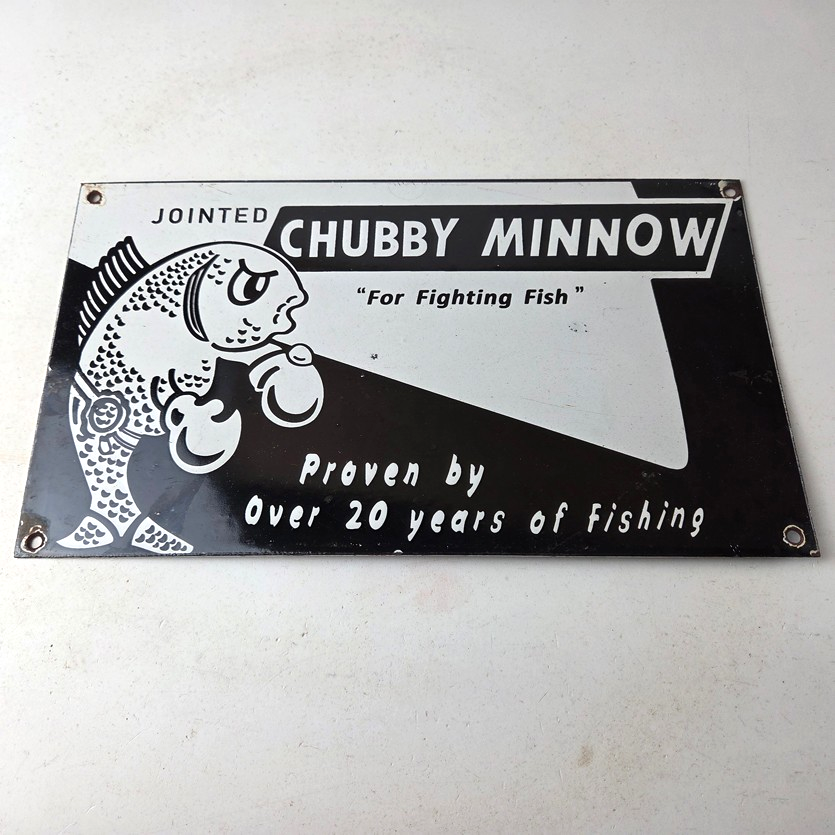 JOINTED
CHUBBY MINNOW
"For Fighting Fish"
Proven by
Over 20 years of Fishing